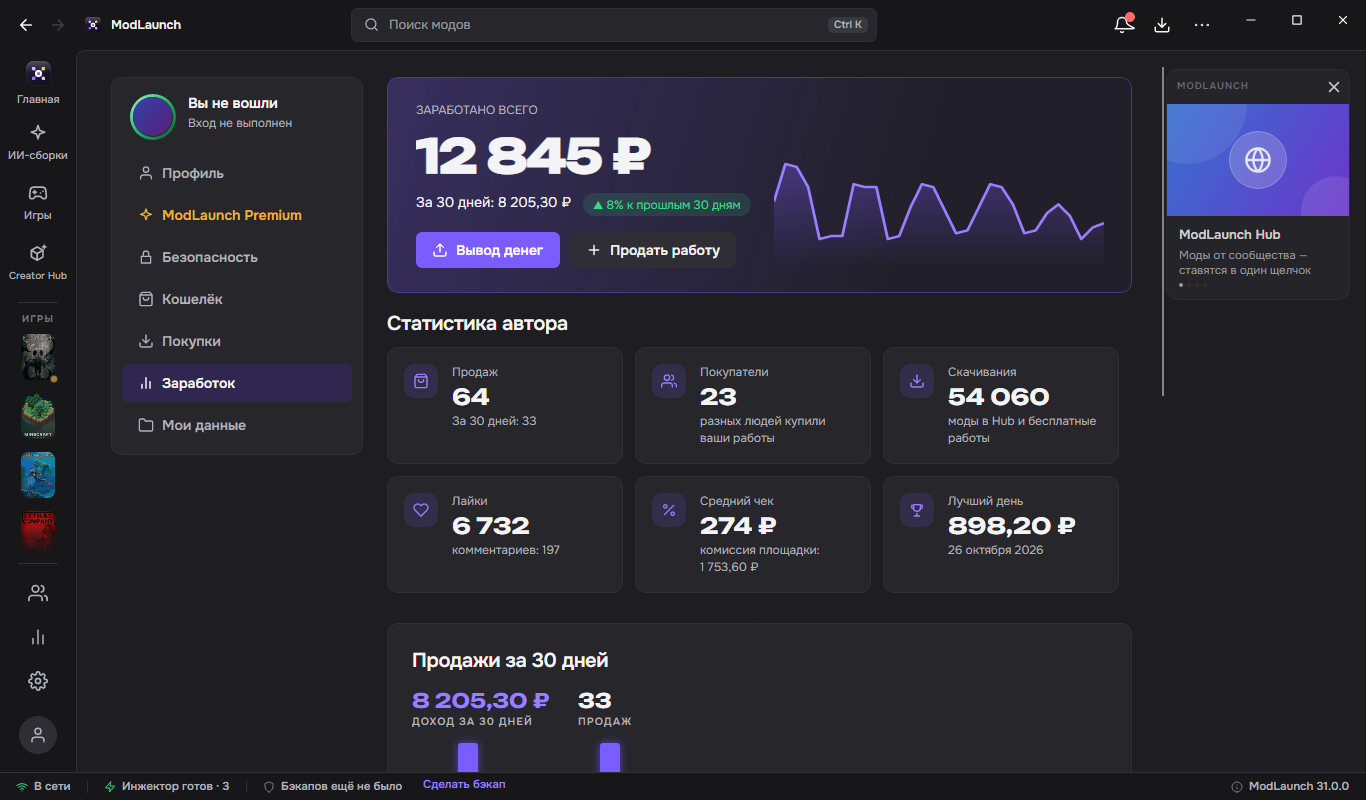 ModLaunch
Поиск модов
Ctrl K
Главная
ИИ-сборки
Игры
Creator Hub
ИГРЫ
MINECRAFT
Вы не вошли
Вход не выполнен
Профиль
ModLaunch Premium
Безопасность
Кошелёк
Покупки
Заработок
Мои данные
ЗАРАБОТАНО ВСЕГО
12 845 ₽
За 30 дней: 8 205,30 ₽
▲ 8% к прошлым 30 дням
Вывод денег
Продать работу
Статистика автора
Продаж
64
За 30 дней: 33
Покупатели
23
разных людей купили
ваши работы
Скачивания
54 060
моды в Hub и бесплатные
работы
Лайки
6 732
комментариев: 197
Средний чек
274 ₽
комиссия площадки:
1 753,60 ₽
Лучший день
898,20 ₽
26 октября 2026
Продажи за 30 дней
8 205,30 ₽
ДОХОД ЗА 30 ДНЕЙ
33
ПРОДАЖ
MODLAUNCH
ModLaunch Hub
Моды от сообщества —
ставятся в один щелчок
В сети
Инжектор готов · 3
Бэкапов ещё не было
Сделать бэкап
ModLaunch 31.0.0